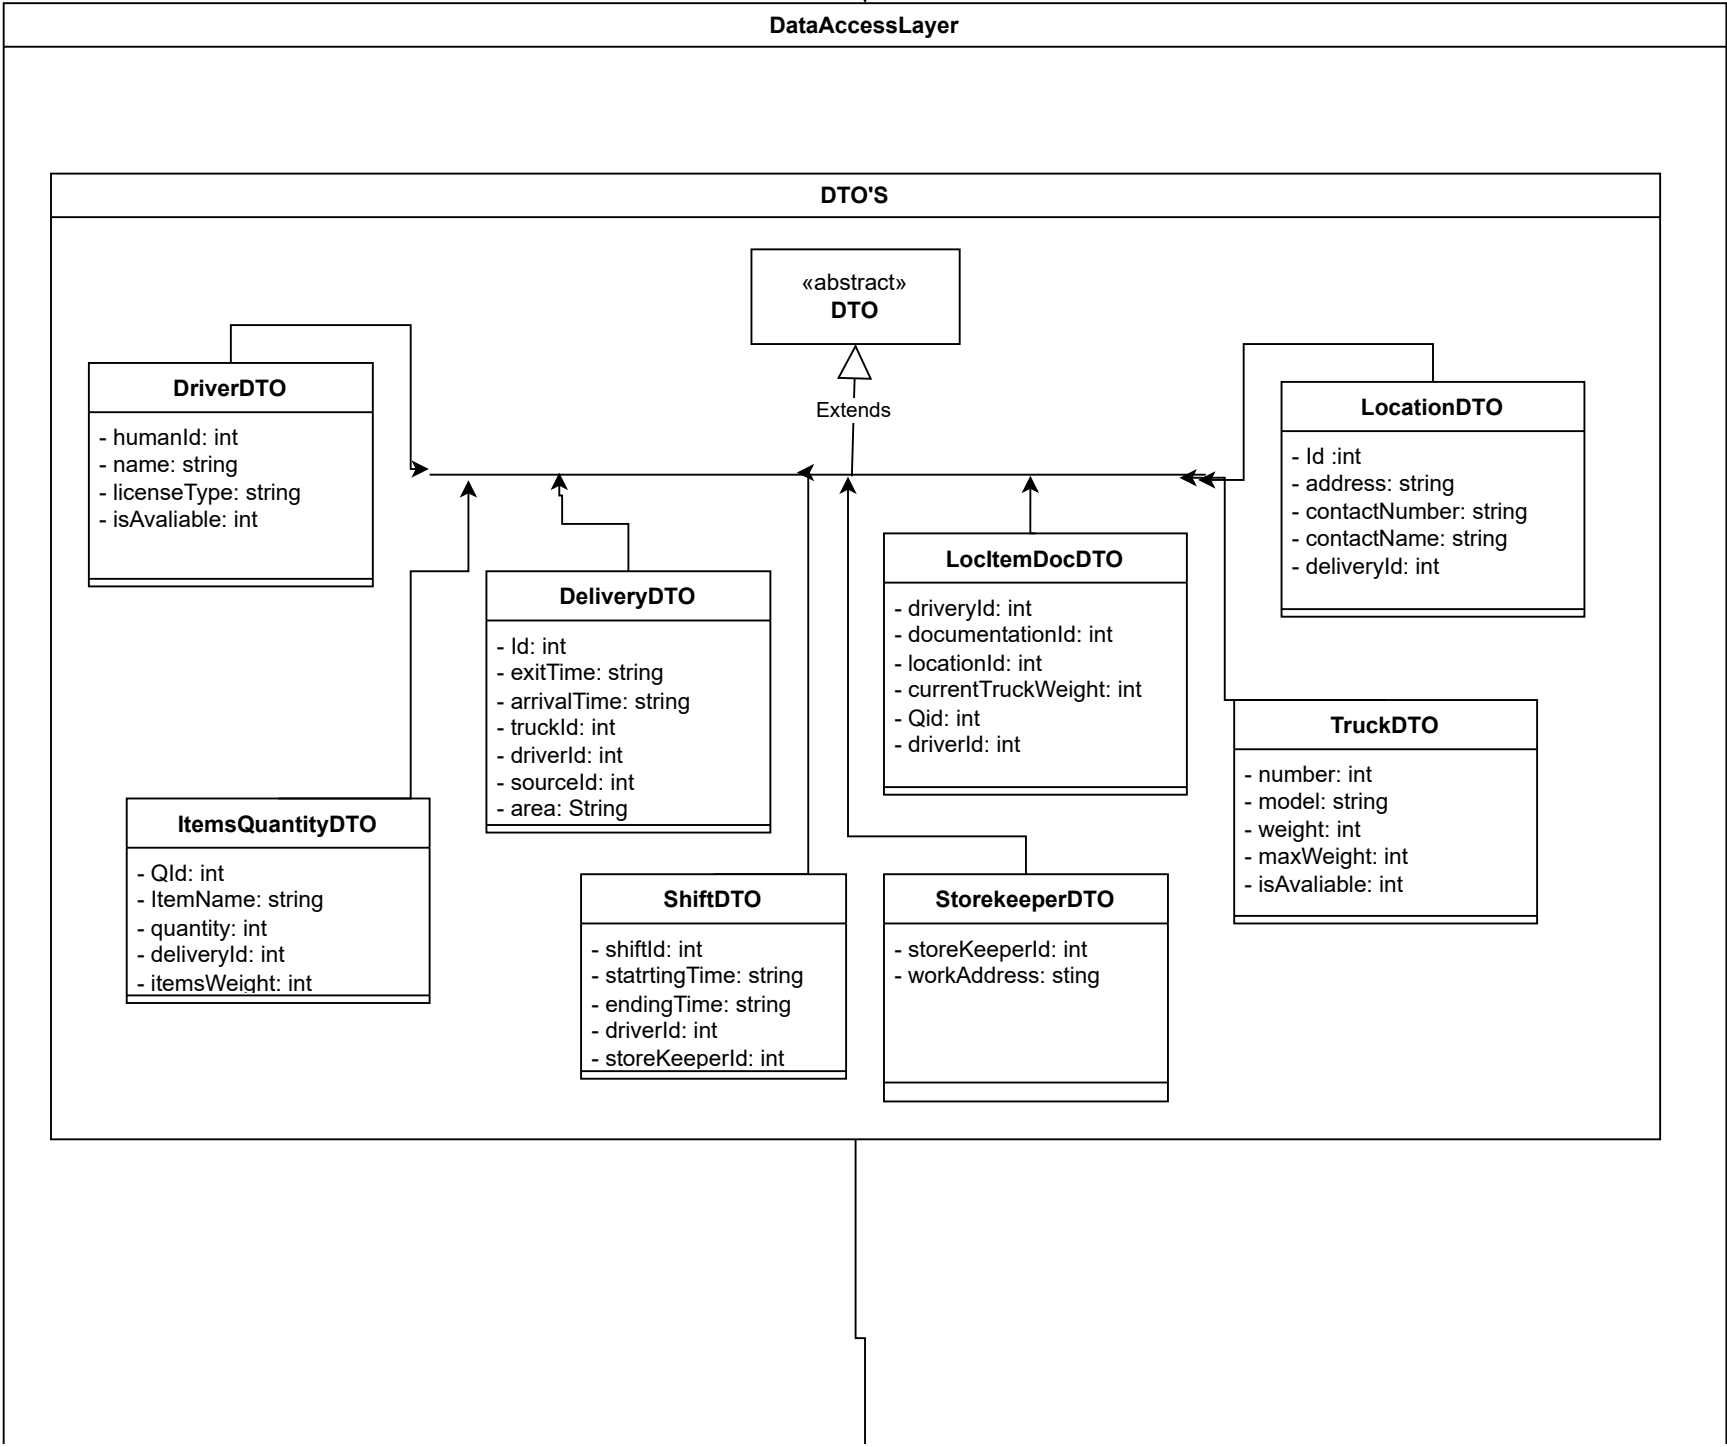 DataAccessLayer
DTO'S
«abstract»
DTO
Extends
DriverDTO
- humanId: int
- name: string
- licenseType: string
- isAvaliable: int
LocationDTO
- Id :int
- address: string
- contactNumber: string
- contactName: string
- deliveryId: int
DeliveryDTO
- Id: int
- exitTime: string
- arrivalTime: string
- truckId: int
- driverId: int
- sourceId: int
- area: String
LocItemDocDTO
- driveryId: int
- documentationId: int
- locationId: int
- currentTruckWeight: int
- Qid: int
- driverId: int
TruckDTO
- number: int
- model: string
- weight: int
- maxWeight: int
- isAvaliable: int
ItemsQuantityDTO
- QId: int
- ItemName: string
- quantity: int
- deliveryId: int
- itemsWeight: int
ShiftDTO
- shiftId: int
- statrtingTime: string
- endingTime: string
- driverId: int
- storeKeeperId: int
StorekeeperDTO
- storeKeeperId: int
- workAddress: sting